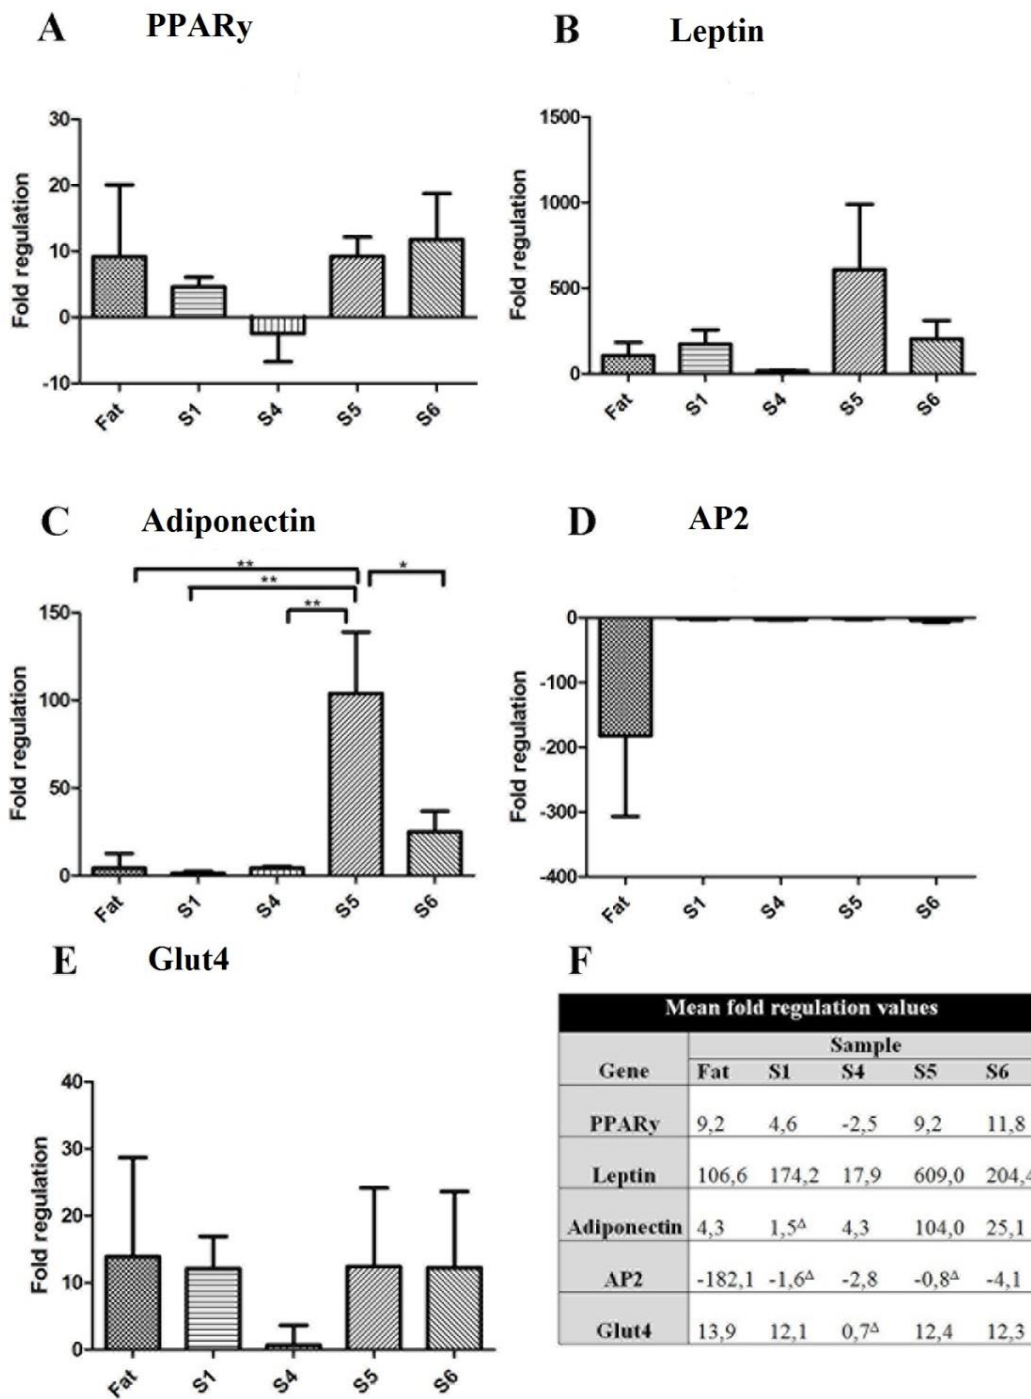 A PPARy
30
20
10
0
-10
Fold regulation
Fat S1 S4 S5 S6
B Leptin
1500
1000
500
0
Fold regulation
Fat S1 S4 S5 S6
C Adiponectin
** *
**
**
150
100
50
0
Fold regulation
Fat S1 S4 S5 S6
D AP2
0
-100
-200
-300
-400
Fold regulation
Fat S1 S4 S5 S6
E Glut4
40
30
20
10
0
Fold regulation
Fat S1 S4 S5 S6
F
Mean fold regulation values
Sample
Gene Fat S1 S4 S5 S6
PPARy 9,2 4,6 -2,5 9,2 11,8
Leptin 106,6 174,2 17,9 609,0 204,4
Adiponectin 4,3 1,5Δ 4,3 104,0 25,1
AP2 -182,1 -1,6Δ -2,8 -0,8Δ -4,1
Glut4 13,9 12,1 0,7Δ 12,4 12,3